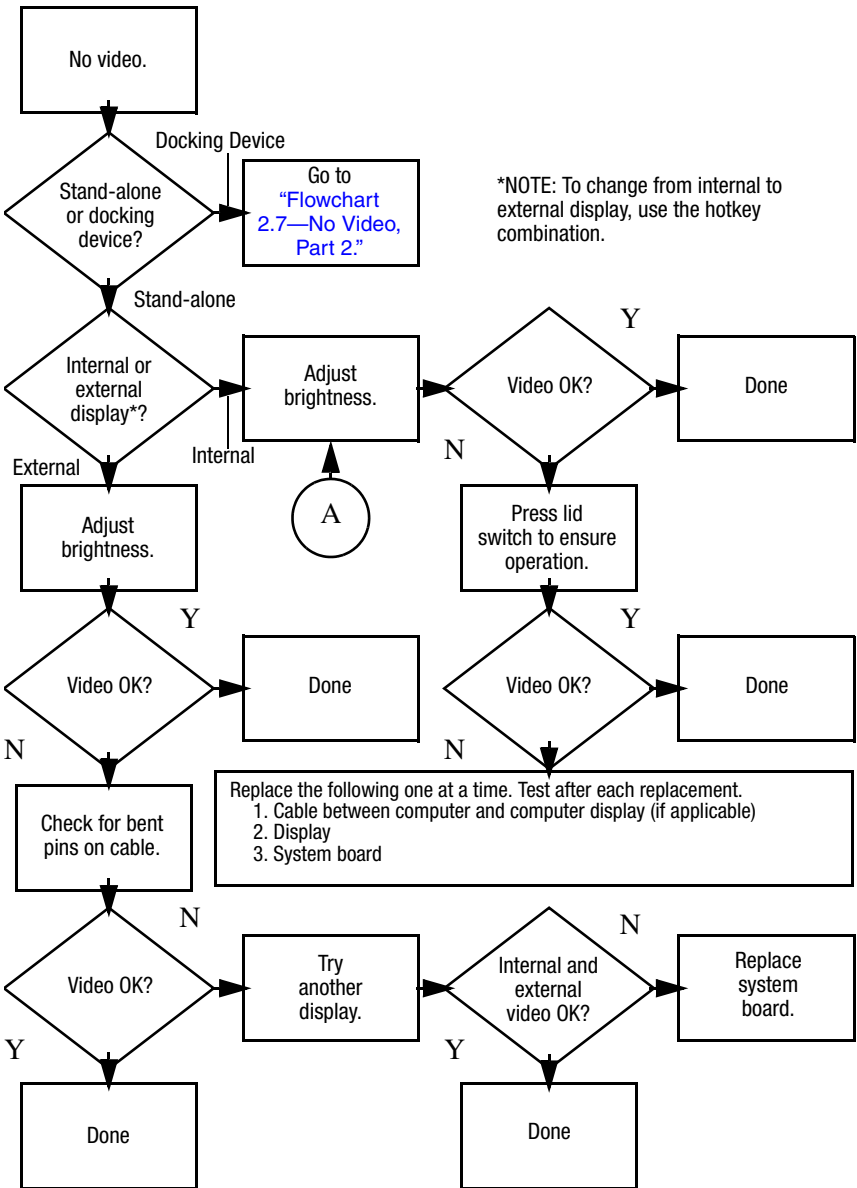 No video.
Docking Device
Stand-alone
or docking
device?
Go to
“Flowchart
2.7—No Video,
Part 2.”
*NOTE: To change from internal to
external display, use the hotkey
combination.
Stand-alone
Internal or
external
display*?
Internal
External
Adjust
brightness.
A
Video OK?
Y
Done
N
Press lid
switch to ensure
operation.
Video OK?
Y
Done
N
Replace the following one at a time. Test after each replacement.
1. Cable between computer and computer display (if applicable)
2. Display
3. System board
Adjust
brightness.
Video OK?
Y
Done
N
Check for bent
pins on cable.
Video OK?
N
Try
another
display.
Internal and
external
video OK?
N
Replace
system
board.
Y
Done
Y
Done